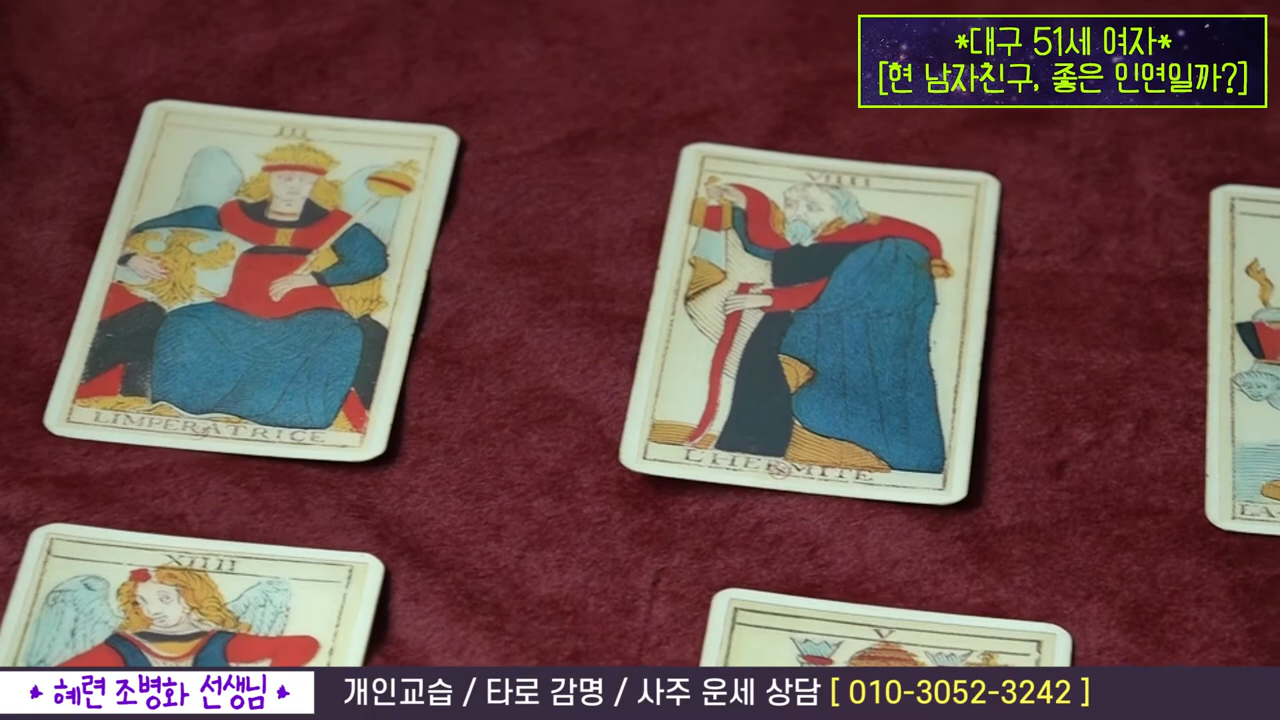 *대구 51세 여자*
[현 남자친구, 좋은 인연일까?]
III
VIIII
LIMPERATRICE
L'HERMITE
LA
XIIII
V
* 혜련 조병화 선생님 *
개인교습 / 타로 감명 / 사주 운세 상담 [ 010-3052-3242 ]